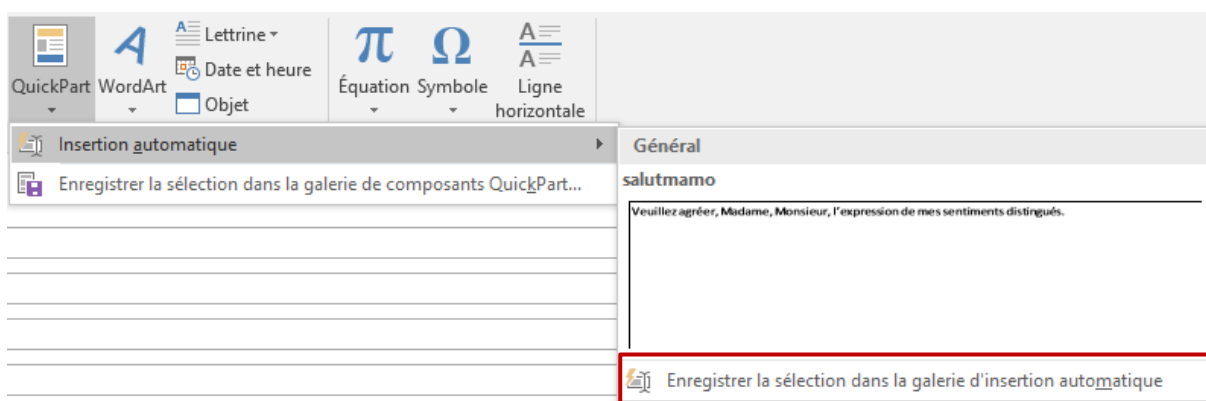 QuickPart
WordArt
Lettrine
Date et heure
Objet
Équation
Symbole
Ligne
horizontale
Insertion automatique
Enregistrer la sélection dans la galerie de composants QuickPart...
Général
salutmamo
Veuillez agréer, Madame, Monsieur, l'expression de mes sentiments distingués.
Enregistrer la sélection dans la galerie d'insertion automatique